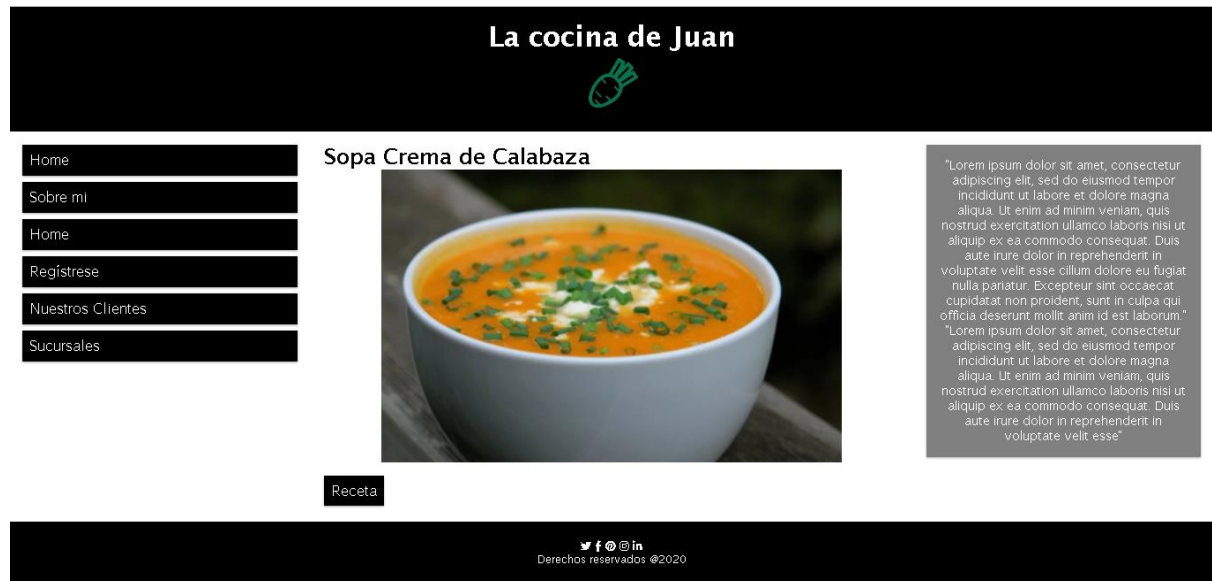 La cocina de Juan
Home
Sobre mi
Home
Regístrese
Nuestros Clientes
Sucursales
Sopa Crema de Calabaza
Receta
"Lorem ipsum dolor sit amet, consectetur
adipiscing elit, sed do eiusmod tempor
incididunt ut labore et dolore magna
aliqua. Ut enim ad minim veniam, quis
nostrud exercitation ullamco laboris nisi ut
aliquip ex ea commodo consequat. Duis
aute irure dolor in reprehenderit in
voluptate velit esse cillum dolore eu fugiat
nulla pariatur. Excepteur sint occaecat
cupidatat non proident, sunt in culpa qui
officia deserunt mollit anim id est laborum."
"Lorem ipsum dolor sit amet, consectetur
adipiscing elit, sed do eiusmod tempor
incididunt ut labore et dolore magna
aliqua. Ut enim ad minim veniam, quis
nostrud exercitation ullamco laboris nisi ut
aliquip ex ea commodo consequat. Duis
aute irure dolor in reprehenderit in
voluptate velit esse"
Derechos reservados @2020